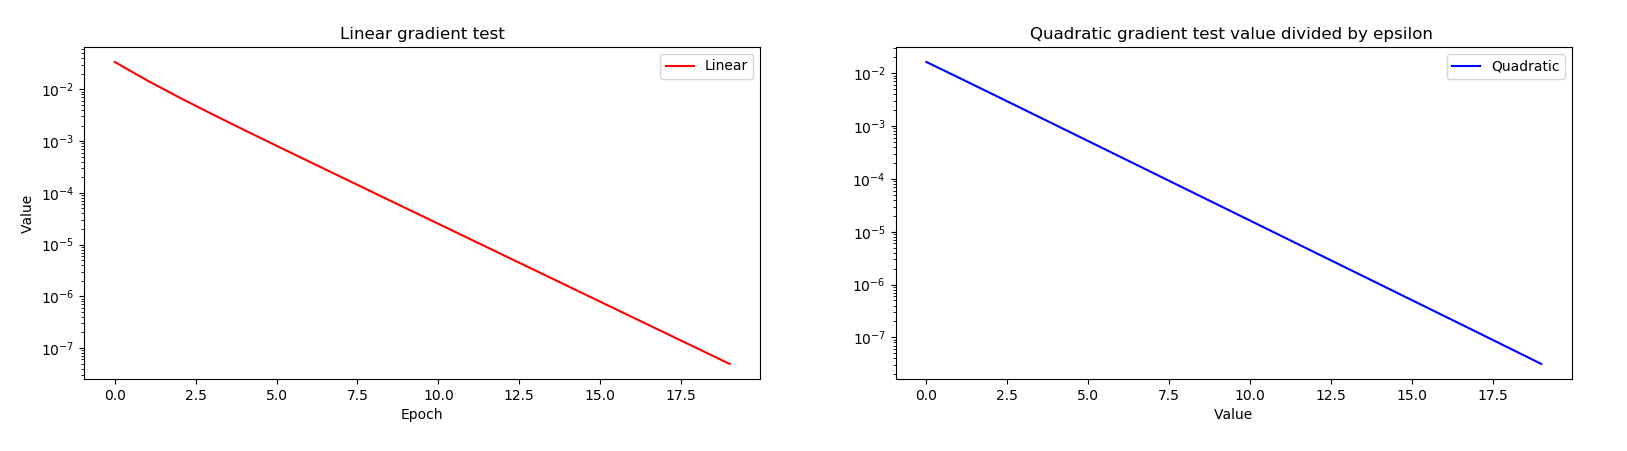 Linear gradient test
Linear
10⁻²
10⁻³
10⁻⁴
10⁻⁵
10⁻⁶
10⁻⁷
Value
0.0 2.5 5.0 7.5 10.0 12.5 15.0 17.5
Epoch
Quadratic gradient test value divided by epsilon
Quadratic
10⁻²
10⁻³
10⁻⁴
10⁻⁵
10⁻⁶
10⁻⁷
0.0 2.5 5.0 7.5 10.0 12.5 15.0 17.5
Value